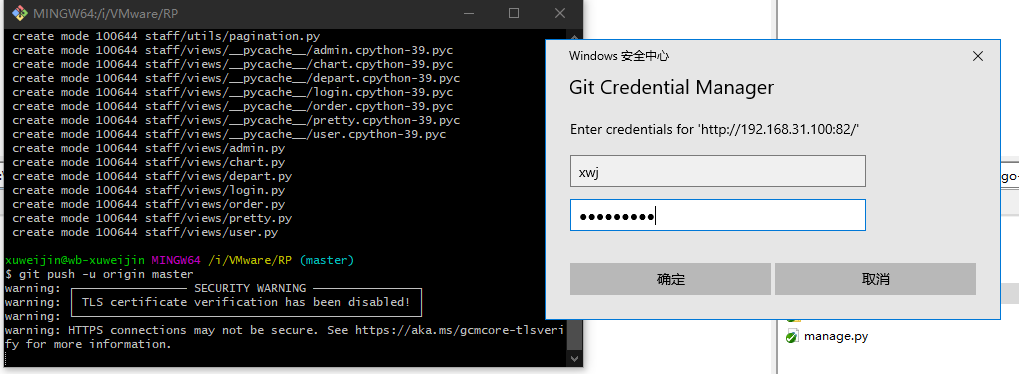 MINGW64:/i/VMware/RP
create mode 100644 staff/utils/pagination.py
create mode 100644 staff/views/__pycache__/admin.cpython-39.pyc
create mode 100644 staff/views/__pycache__/chart.cpython-39.pyc
create mode 100644 staff/views/__pycache__/depart.cpython-39.pyc
create mode 100644 staff/views/__pycache__/login.cpython-39.pyc
create mode 100644 staff/views/__pycache__/order.cpython-39.pyc
create mode 100644 staff/views/__pycache__/pretty.cpython-39.pyc
create mode 100644 staff/views/__pycache__/user.cpython-39.pyc
create mode 100644 staff/views/admin.py
create mode 100644 staff/views/chart.py
create mode 100644 staff/views/depart.py
create mode 100644 staff/views/login.py
create mode 100644 staff/views/order.py
create mode 100644 staff/views/pretty.py
create mode 100644 staff/views/user.py
xuweijin@wb-xuweijin MINGW64 /i/VMware/RP (master)
$ git push -u origin master
warning: SECURITY WARNING
warning: TLS certificate verification has been disabled!
warning:
warning: HTTPS connections may not be secure. See https://aka.ms/gcmcore-tlsveri
fy for more information.
Windows 安全中心
Git Credential Manager
Enter credentials for 'http://192.168.31.100:82/'
xwj
●●●●●●●●●
确定 取消
go-
manage.py